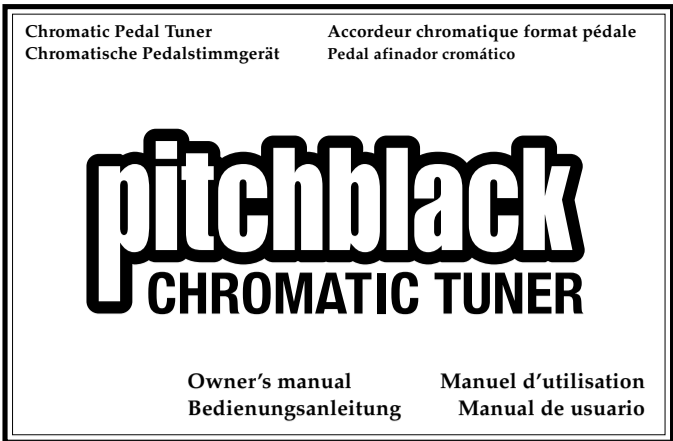 Chromatic Pedal Tuner
Accordeur chromatique format pédale
Chromatische Pedalstimmgerät
Pedal afinador cromático
pitchblack
CHROMATIC TUNER
Owner's manual
Manuel d'utilisation
Bedienungsanleitung
Manual de usuario